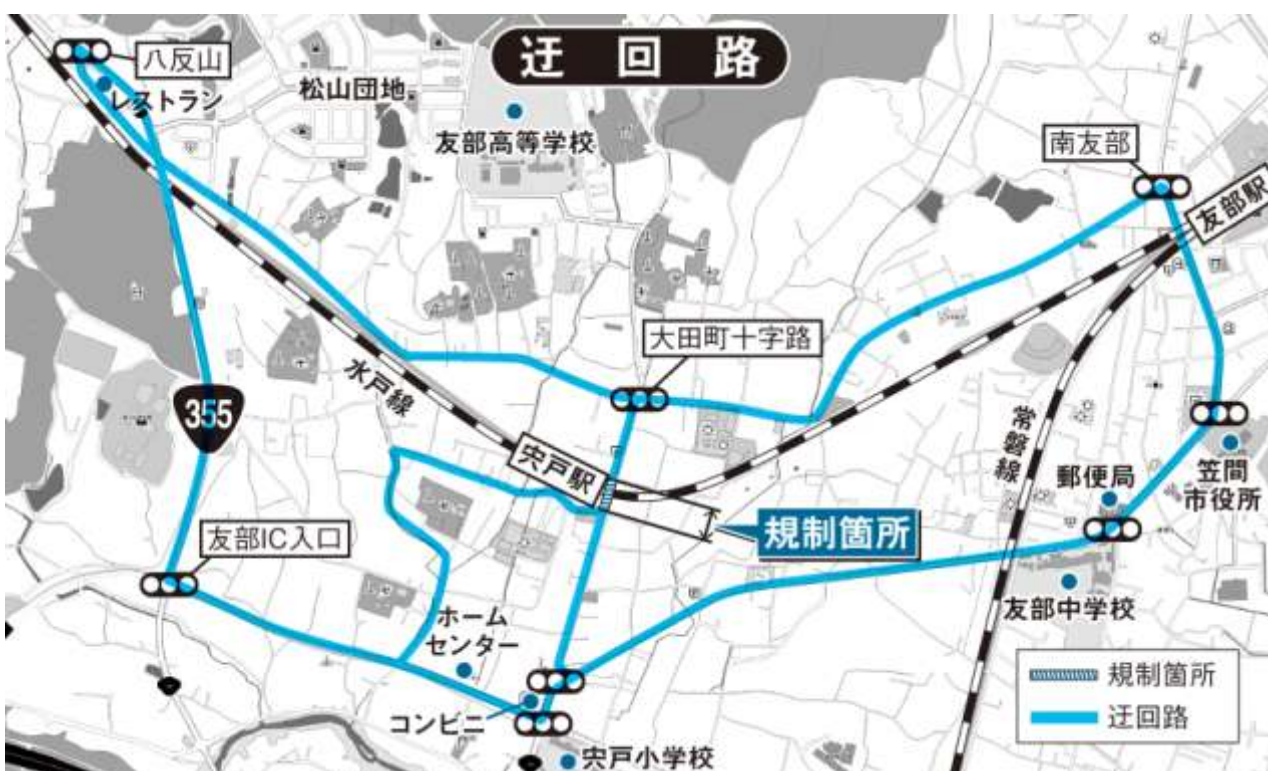 迂回路
八反山
レストラン
松山団地
友部高等学校
南友部
友部駅
大田町十字路
水戸線
355
宍戸駅
常磐線
郵便局
笠間
市役所
規制箇所
友部IC入口
友部中学校
ホーム
センター
コンビニ
宍戸小学校
規制箇所
迂回路